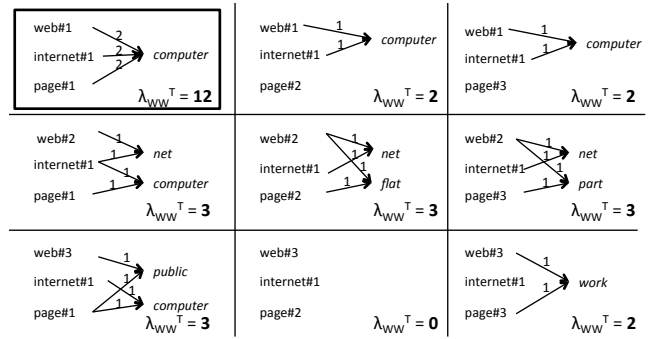 web#1
2
internet#1 2 computer
2
page#1
λWW^T = 12
web#1 1
computer
internet#1 1
page#2
λWW^T = 2
web#1 1
computer
internet#1 1
page#3
λWW^T = 2
web#2 1
1 net
internet#1 1
page#1 1 computer
λWW^T = 3
web#2 1
net
internet#1 1 1
page#2 1 flat
λWW^T = 3
web#2 1
net
internet#1 1 1
page#3 1 part
λWW^T = 3
web#3 1
public
internet#1 1 1
page#1 1 computer
λWW^T = 3
web#3
internet#1
page#2
λWW^T = 0
web#3 1
internet#1 work
page#3 1
λWW^T = 2